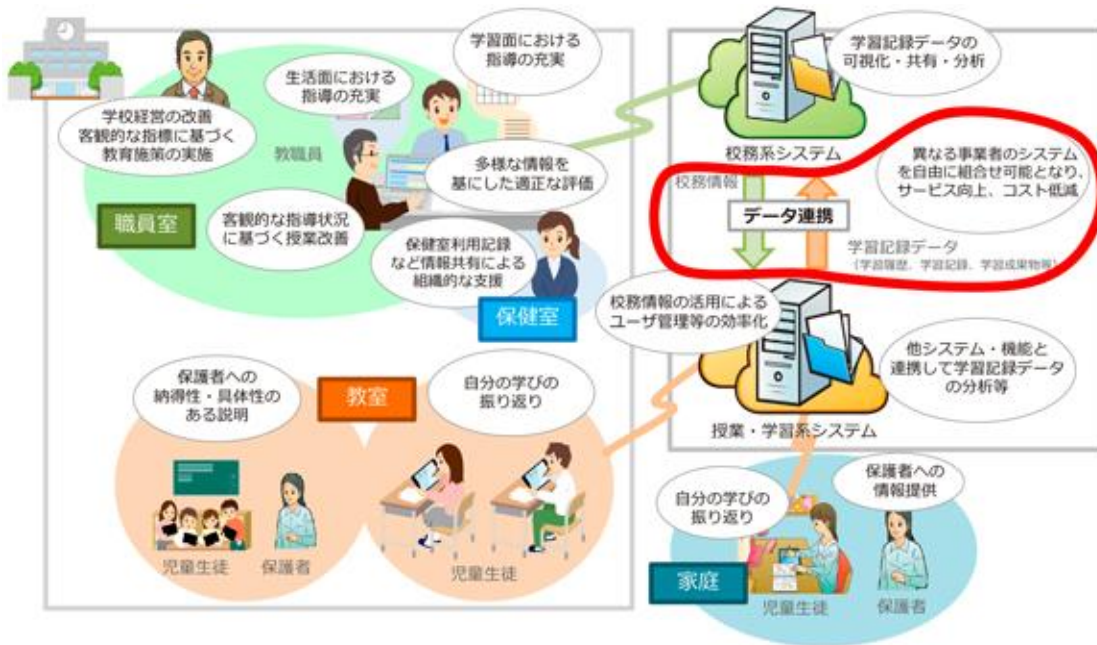 学習面における
指導の充実
生活面における
指導の充実
学校経営の改善
客観的な指標に基づく
教育施策の実施
教職員
多様な情報を
基にした適正な評価
職員室
客観的な指導状況
に基づく授業改善
保健室利用記録
など情報共有による
組織的な支援
保健室
学習記録データの
可視化・共有・分析
校務系システム
異なる事業者のシステム
を自由に組合せ可能となり、
サービス向上、コスト低減
校務情報
データ連携
学習記録データ
（学習履歴、学習記録、学習成果物等）
校務情報の活用による
ユーザ管理等の効率化
他システム・機能と
連携して学習記録データ
の分析等
授業・学習系システム
保護者への
納得性・具体性の
ある説明
教室
自分の学びの
振り返り
児童生徒
保護者
児童生徒
自分の学びの
振り返り
保護者への
情報提供
家庭
児童生徒
保護者